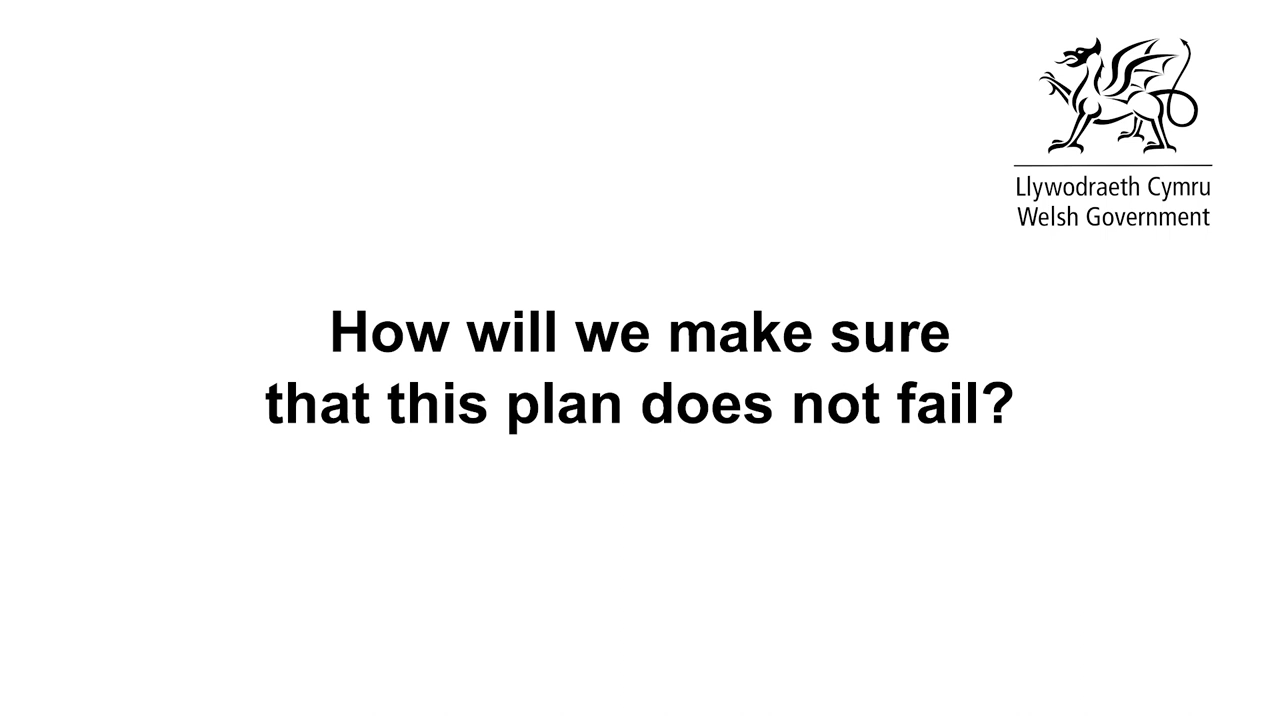 Llywodraeth Cymru
Welsh Government
How will we make sure
that this plan does not fail?